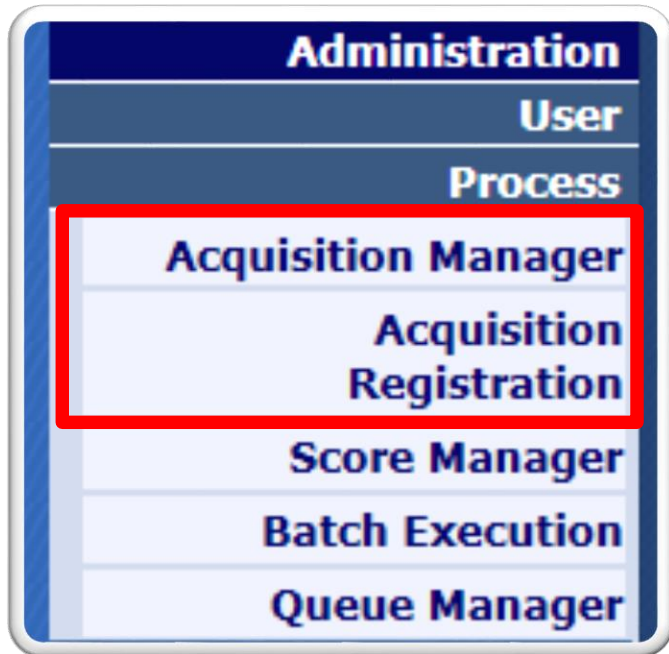 Administration
User
Process
Acquisition Manager
Acquisition
Registration
Score Manager
Batch Execution
Queue Manager